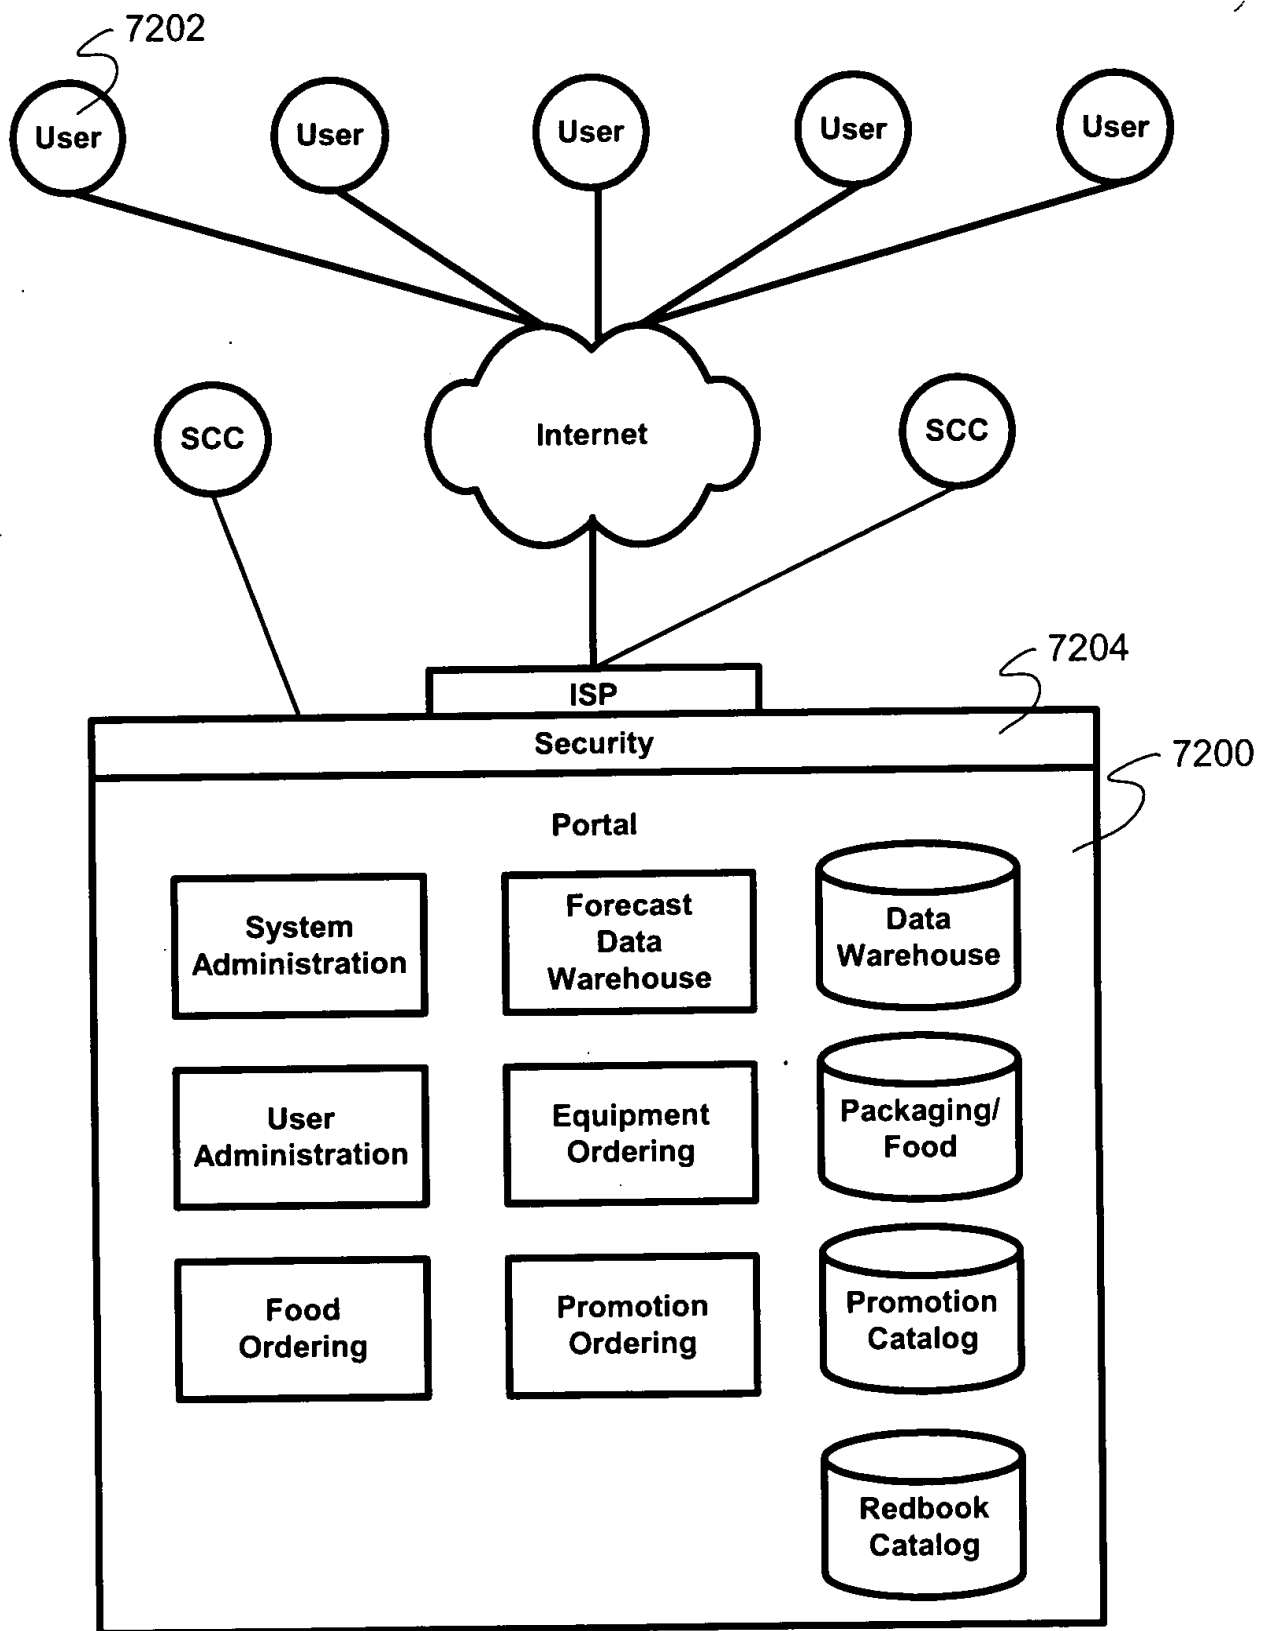 7202
User
User
User
User
User
SCC
Internet
SCC
7204
ISP
Security
7200
Portal
System
Administration
Forecast
Data
Warehouse
Data
Warehouse
User
Administration
Equipment
Ordering
Packaging/
Food
Food
Ordering
Promotion
Ordering
Promotion
Catalog
Redbook
Catalog